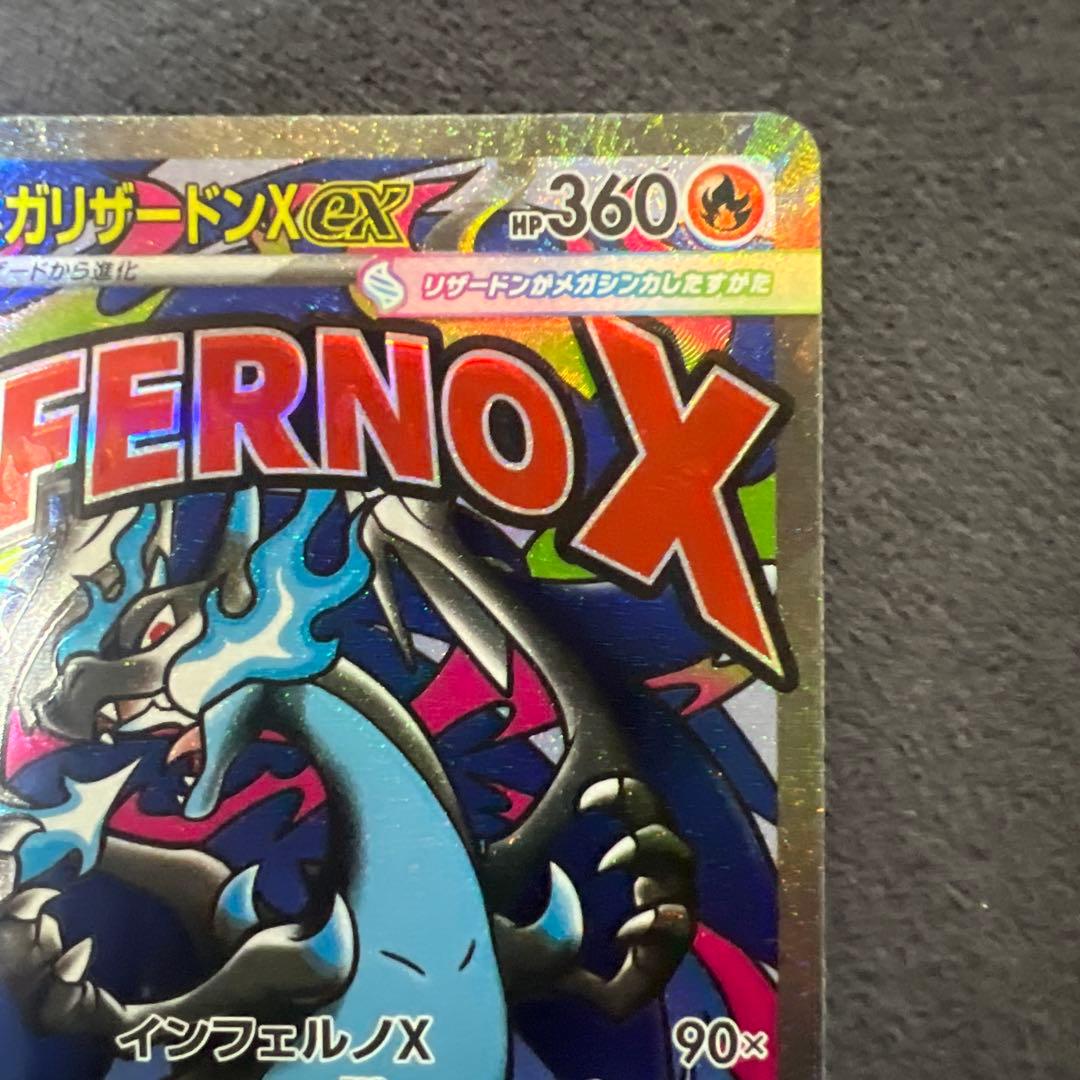 ガリザードンXex HP360
ードから進化
リザードンがメガシンカしたすがた
FERNO X
インフェルノX 90×